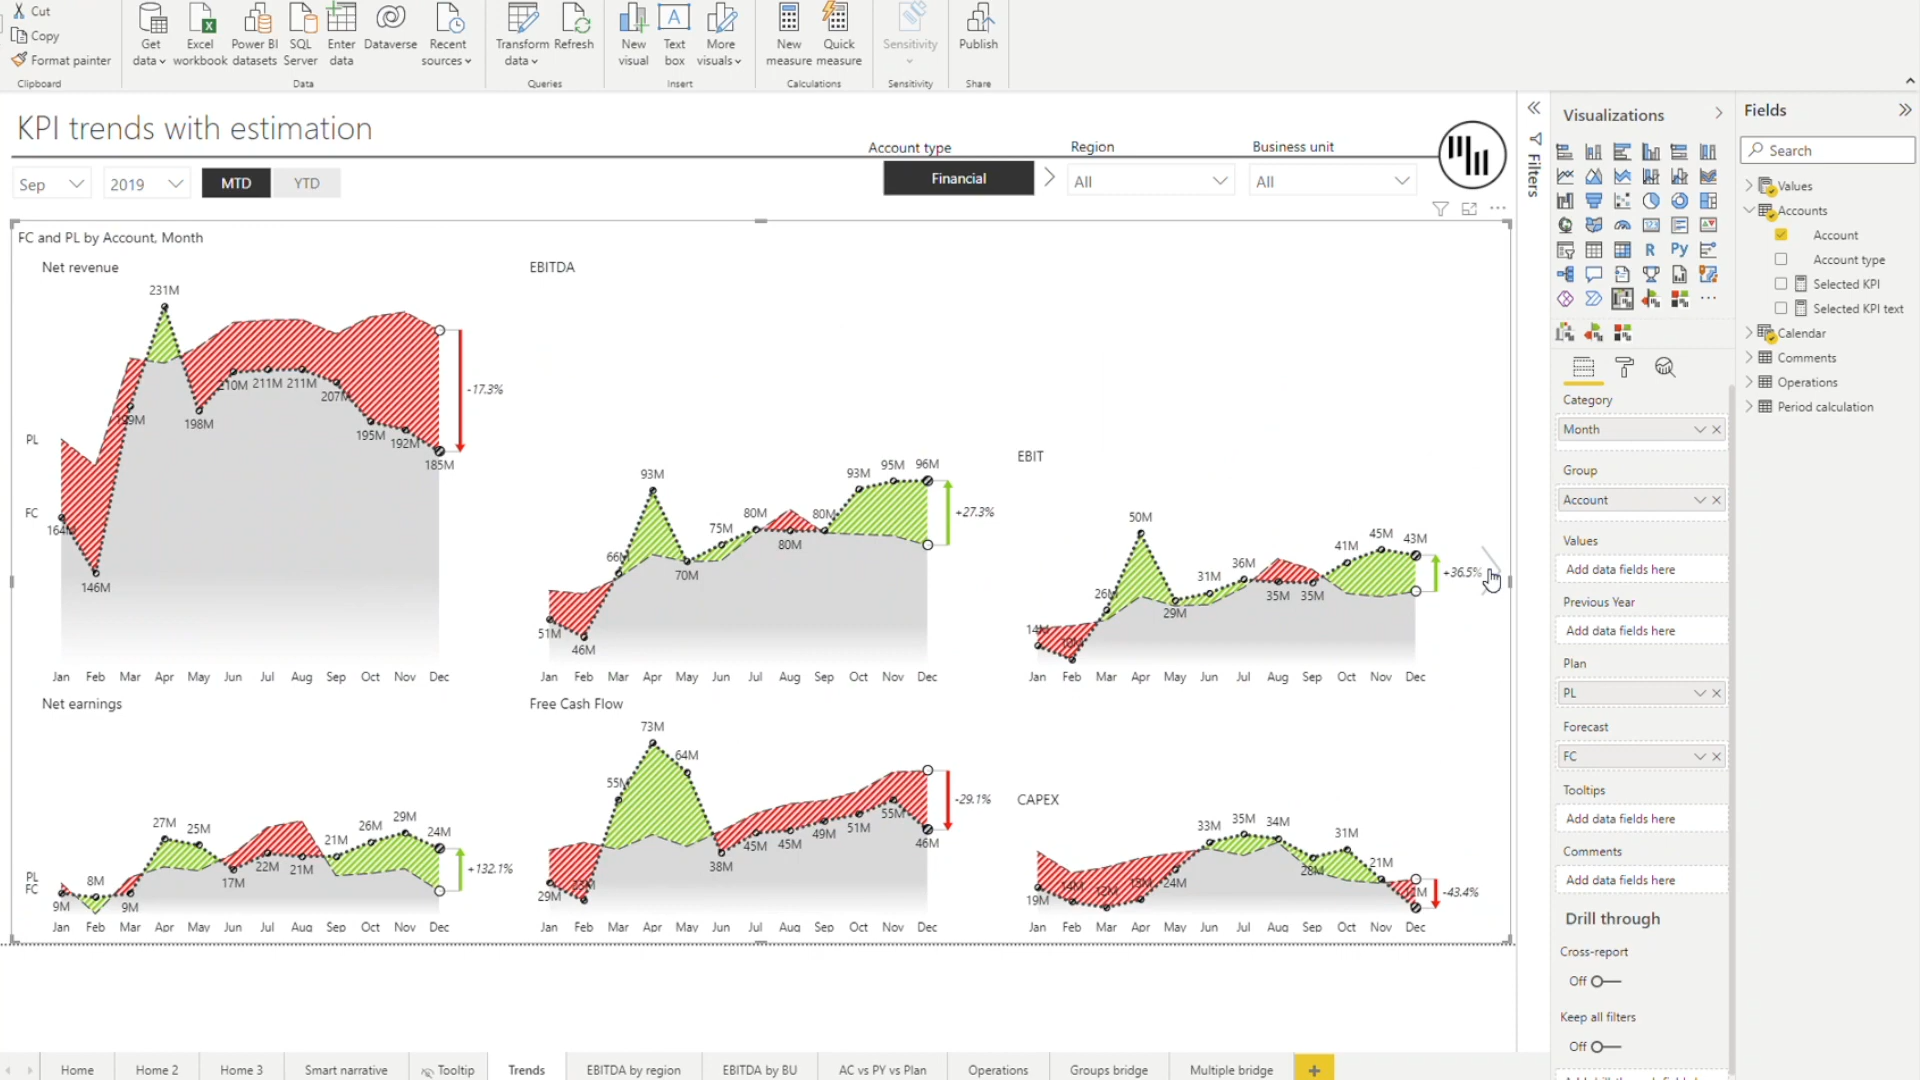 Cut
Copy
Format painter
Clipboard
Get data
Excel workbook
Power BI datasets
SQL Server
Enter data
Dataverse
Recent sources
Data
Transform data
Refresh
Queries
New visual
Text box
More visuals
Insert
New measure
Quick measure
Calculations
Sensitivity
Sensitivity
Publish
Share
KPI trends with estimation
Sep
2019
MTD
YTD
Account type
Financial
Region
All
Business unit
All
FC and PL by Account, Month
Net revenue
PL
FC
231M
146M
198M
210M 211M 211M
207M
195M
192M
185M
-17.3%
Jan Feb Mar Apr May Jun Jul Aug Sep Oct Nov Dec
EBITDA
51M
46M
93M
70M
75M
80M
80M
80M
93M
95M
96M
+27.3%
Jan Feb Mar Apr May Jun Jul Aug Sep Oct Nov Dec
EBIT
50M
29M
31M
36M
35M
35M
41M
45M
43M
+36.5%
Jan Feb Mar Apr May Jun Jul Aug Sep Oct Nov Dec
Net earnings
PL
FC
9M
8M
9M
27M
25M
17M
22M
21M
21M
26M
29M
24M
+132.1%
Jan Feb Mar Apr May Jun Jul Aug Sep Oct Nov Dec
Free Cash Flow
29M
73M
64M
38M
45M
45M
49M
51M
55M
46M
-29.1%
Jan Feb Mar Apr May Jun Jul Aug Sep Oct Nov Dec
CAPEX
19M
24M
33M
35M
34M
28M
31M
21M
-43.4%
Jan Feb Mar Apr May Jun Jul Aug Sep Oct Nov Dec
Filters
Visualizations
R
Py
Category
Month
Group
Account
Values
Add data fields here
Previous Year
Add data fields here
Plan
PL
Forecast
FC
Tooltips
Add data fields here
Comments
Add data fields here
Drill through
Cross-report
Off
Keep all filters
Off
Fields
Search
Values
Accounts
Account
Account type
Selected KPI
Selected KPI text
Calendar
Comments
Operations
Period calculation
Home
Home 2
Home 3
Smart narrative
Tooltip
Trends
EBITDA by region
EBITDA by BU
AC vs PY vs Plan
Operations
Groups bridge
Multiple bridge
+